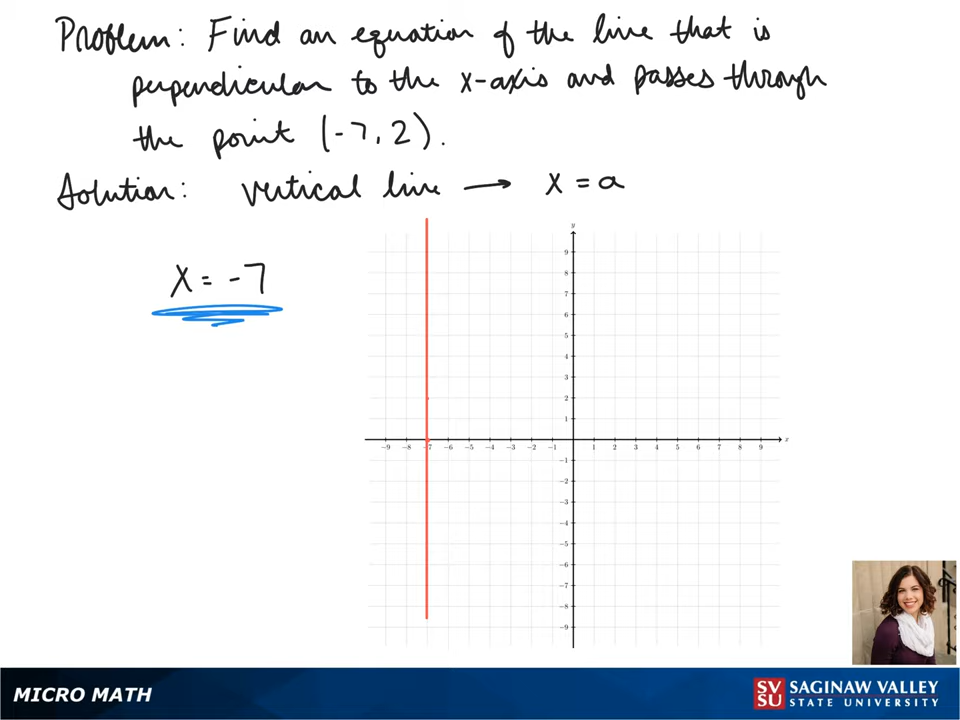 Problem: Find an equation of the line that is
perpendicular to the x-axis and passes through
the point (-7, 2).
Solution: vertical line → x = a
x = -7
y
9
8
7
6
5
4
3
2
1
-9 -8 -7 -6 -5 -4 -3 -2 -1 1 2 3 4 5 6 7 8 9 x
-1
-2
-3
-4
-5
-6
-7
-8
-9
MICRO MATH
SV SU SAGINAW VALLEY
STATE UNIVERSITY